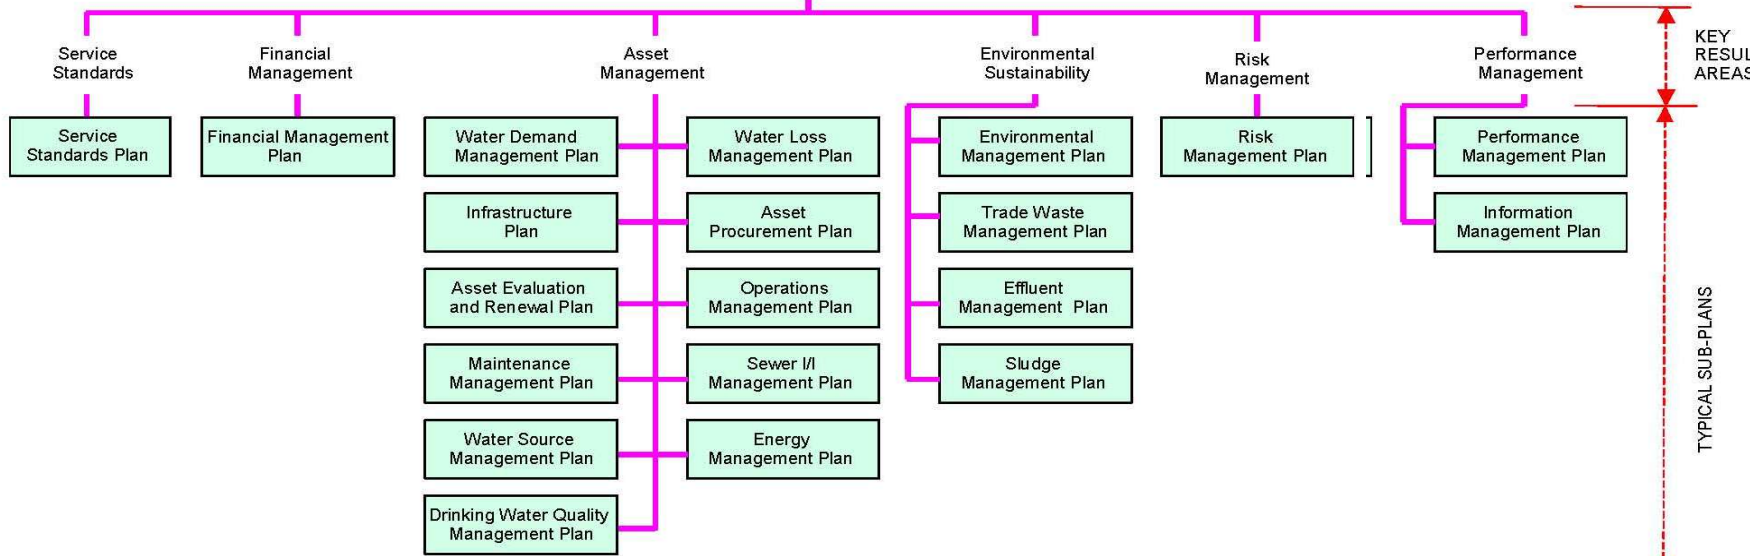 Service
Standards
Financial
Management
Asset
Management
Environmental
Sustainability
Risk
Management
Performance
Management
KEY
RESUL
AREAS
Service
Standards Plan
Financial Management
Plan
Water Demand
Management Plan
Water Loss
Management Plan
Environmental
Management Plan
Risk
Management Plan
Performance
Management Plan
Infrastructure
Plan
Asset
Procurement Plan
Trade Waste
Management Plan
Information
Management Plan
Asset Evaluation
and Renewal Plan
Operations
Management Plan
Effluent
Management Plan
Maintenance
Management Plan
Sewer I/I
Management Plan
Sludge
Management Plan
Water Source
Management Plan
Energy
Management Plan
Drinking Water Quality
Management Plan
TYPICAL SUB-PLANS